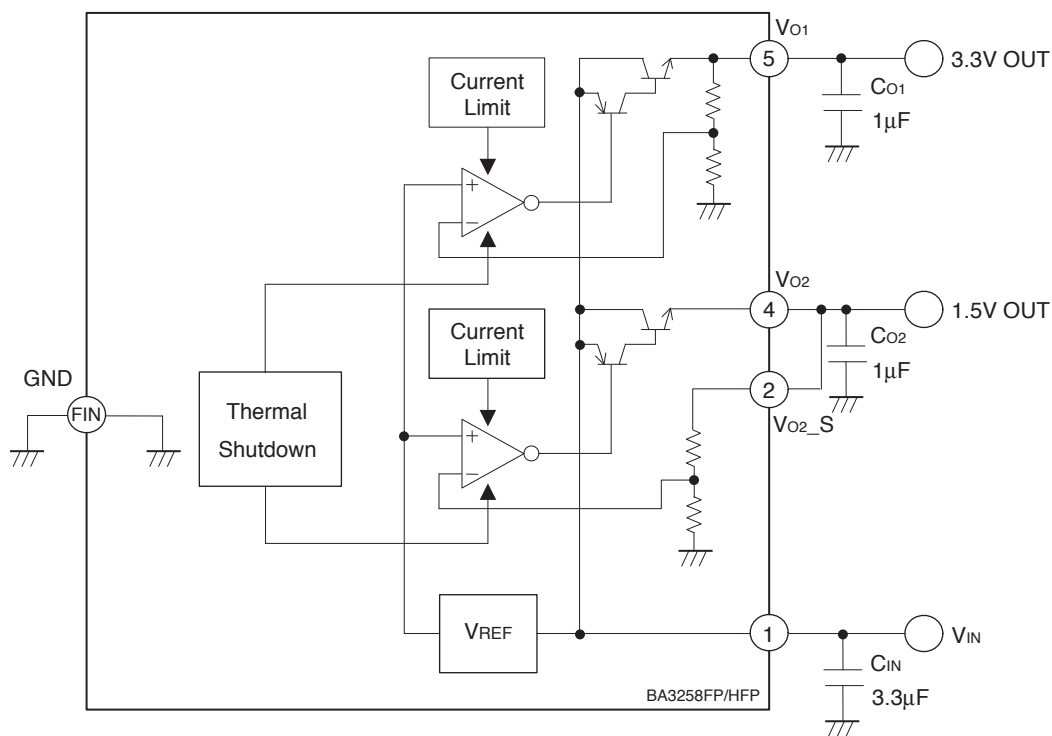 VO1
5
3.3V OUT
Current
Limit
CO1
1μF
+
−
VO2
4
1.5V OUT
Current
Limit
CO2
1μF
GND
FIN
Thermal
Shutdown
2
VO2_S
+
−
VREF
1
VIN
CIN
3.3μF
BA3258FP/HFP